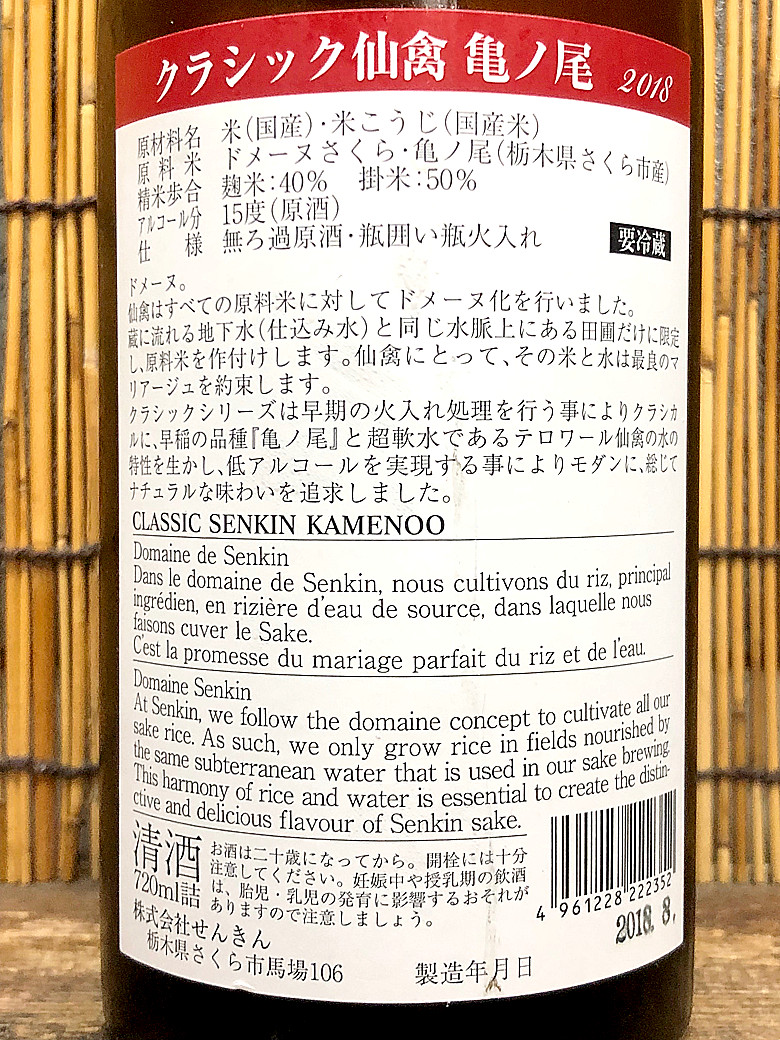 クラシック仙禽 亀ノ尾 2018
原材料名 米(国産)・米こうじ(国産米)
原料米 ドメーヌさくら・亀ノ尾(栃木県さくら市産)
精米歩合 麹米:40% 掛米:50%
アルコール分 15度(原酒)
仕様 無ろ過原酒・瓶囲い瓶火入れ
要冷蔵
ドメーヌ。
仙禽はすべての原料米に対してドメーヌ化を行いました。
蔵に流れる地下水(仕込み水)と同じ水脈上にある田圃だけに限定
し、原料米を作付けします。仙禽にとって、その米と水は最良のマ
リアージュを約束します。
クラシックシリーズは早期の火入れ処理を行う事によりクラシカ
ルに、早稲の品種『亀ノ尾』と超軟水であるテロワール仙禽の水の
特性を生かし、低アルコールを実現する事によりモダンに、総じて
ナチュラルな味わいを追求しました。
CLASSIC SENKIN KAMENOO
Domaine de Senkin
Dans le domaine de Senkin, nous cultivons du riz, principal
ingrédien, en rizière d'eau de source, dans laquelle nous
faisons cuver le Sake.
C'est la promesse du mariage parfait du riz et de l'eau.
Domaine Senkin
At Senkin, we follow the domaine concept to cultivate all our
sake rice. As such, we only grow rice in fields nourished by
the same subterranean water that is used in our sake brewing.
This harmony of rice and water is essential to create the distin-
ctive and delicious flavour of Senkin sake.
清酒
720ml詰
お酒は二十歳になってから。開栓には十分
注意してください。妊娠中や授乳期の飲酒
は、胎児・乳児の発育に影響するおそれが
ありますので注意しましょう。
4 961228 222352
2018. 8.
株式会社せんきん
栃木県さくら市馬場106
製造年月日